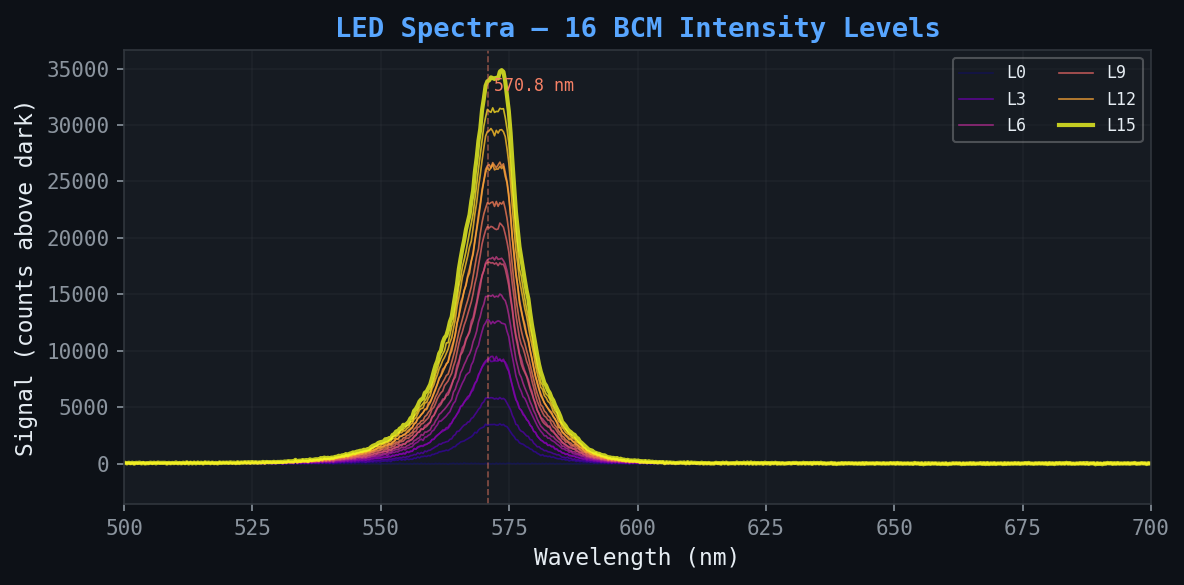 LED Spectra — 16 BCM Intensity Levels
35000
30000
25000
20000
15000
10000
5000
0
Signal (counts above dark)
570.8 nm
L0 L9
L3 L12
L6 L15
500 525 550 575 600 625 650 675 700
Wavelength (nm)